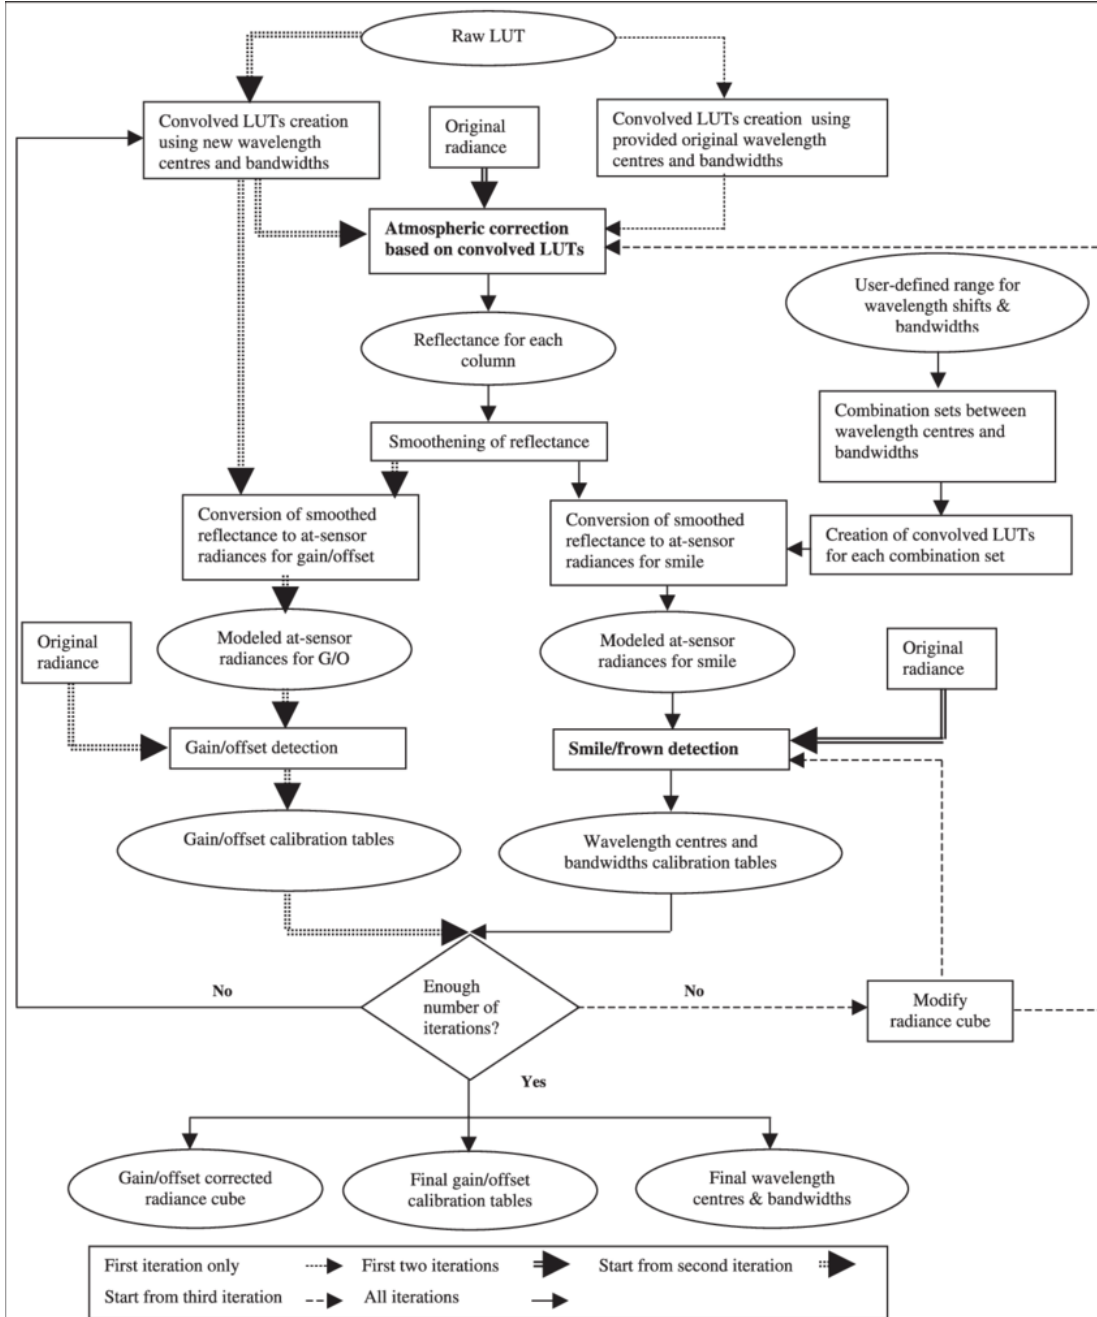 Raw LUT
Convolved LUTs creation
using new wavelength
centres and bandwidths
Original
radiance
Convolved LUTs creation using
provided original wavelength
centres and bandwidths
Atmospheric correction
based on convolved LUTs
User-defined range for
wavelength shifts &
bandwidths
Reflectance for each
column
Combination sets between
wavelength centres and
bandwidths
Smoothening of reflectance
Conversion of smoothed
reflectance to at-sensor
radiances for gain/offset
Conversion of smoothed
reflectance to at-sensor
radiances for smile
Creation of convolved LUTs
for each combination set
Original
radiance
Modeled at-sensor
radiances for G/O
Modeled at-sensor
radiances for smile
Original
radiance
Gain/offset detection
Smile/frown detection
Gain/offset calibration tables
Wavelength centres and
bandwidths calibration tables
No
Enough
number of
iterations?
No
Modify
radiance cube
Yes
Gain/offset corrected
radiance cube
Final gain/offset
calibration tables
Final wavelength
centres & bandwidths
First iteration only
First two iterations
Start from second iteration
Start from third iteration
All iterations